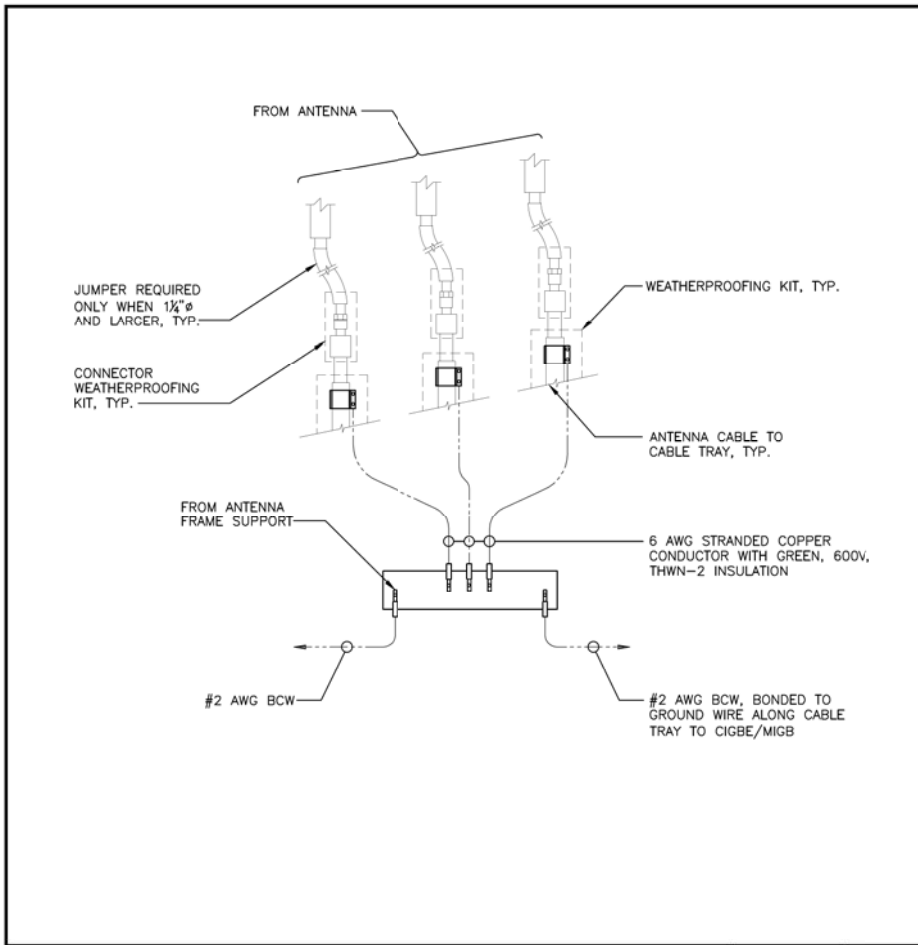 FROM ANTENNA
JUMPER REQUIRED
ONLY WHEN 1¼"ø
AND LARGER, TYP.
WEATHERPROOFING KIT, TYP.
CONNECTOR
WEATHERPROOFING
KIT, TYP.
ANTENNA CABLE TO
CABLE TRAY, TYP.
FROM ANTENNA
FRAME SUPPORT
6 AWG STRANDED COPPER
CONDUCTOR WITH GREEN, 600V,
THWN-2 INSULATION
#2 AWG BCW
#2 AWG BCW, BONDED TO
GROUND WIRE ALONG CABLE
TRAY TO CIGBE/MIGB